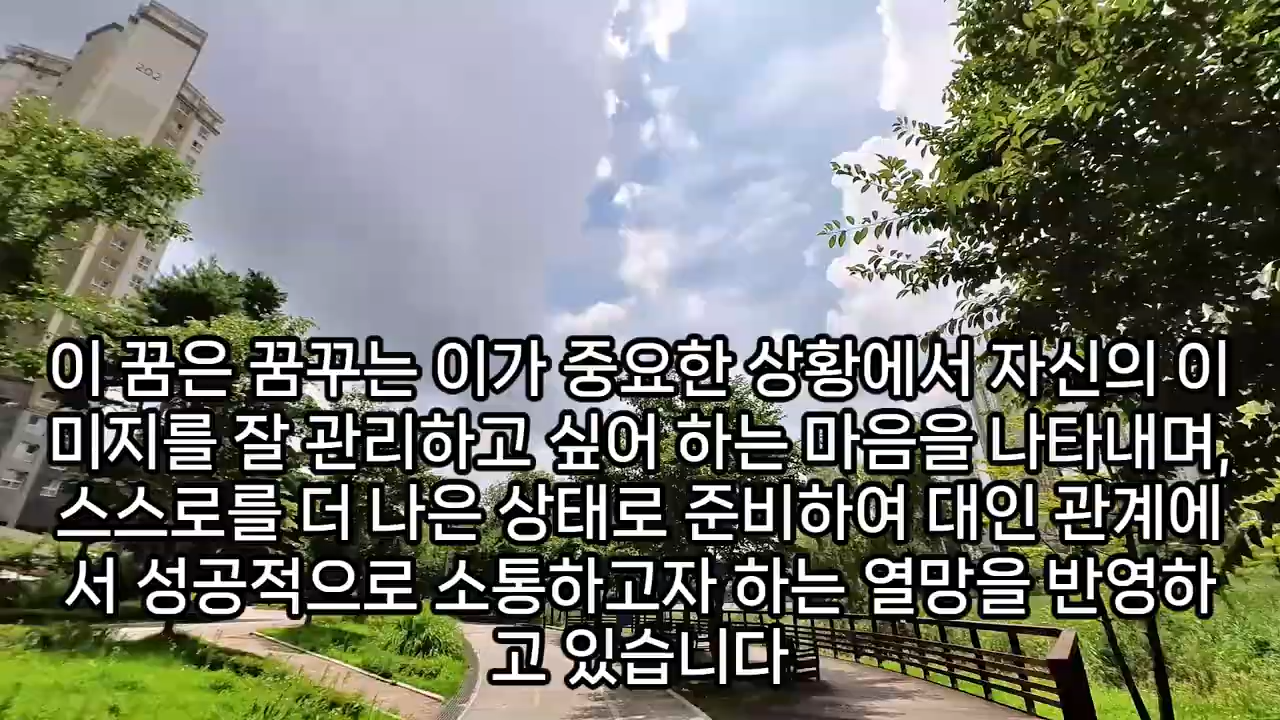 202
이 꿈은 꿈꾸는 이가 중요한 상황에서 자신의 이
미지를 잘 관리하고 싶어 하는 마음을 나타내며,
스스로를 더 나은 상태로 준비하여 대인 관계에
서 성공적으로 소통하고자 하는 열망을 반영하
고 있습니다